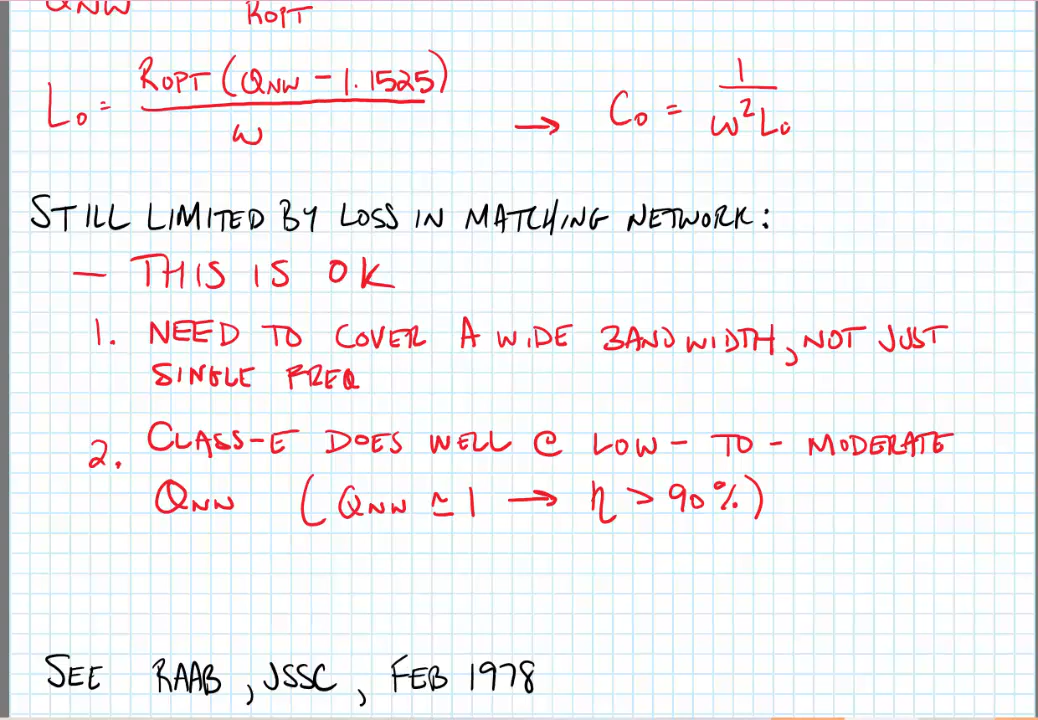 QNW ROPT
L0 = ROPT (QNW - 1.1525) / ω → C0 = 1 / ω²L0
STILL LIMITED BY LOSS IN MATCHING NETWORK:
- THIS IS OK
1. NEED TO COVER A WIDE BANDWIDTH, NOT JUST
SINGLE FREQ
2. CLASS-E DOES WELL @ LOW - TO - MODERATE
QNW (QNW ≃ 1 → η > 90%)
SEE RAAB, JSSC, FEB 1978